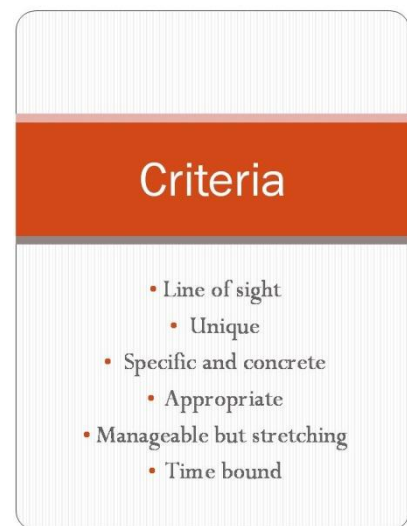 Criteria
• Line of sight
• Unique
• Specific and concrete
• Appropriate
• Manageable but stretching
• Time bound